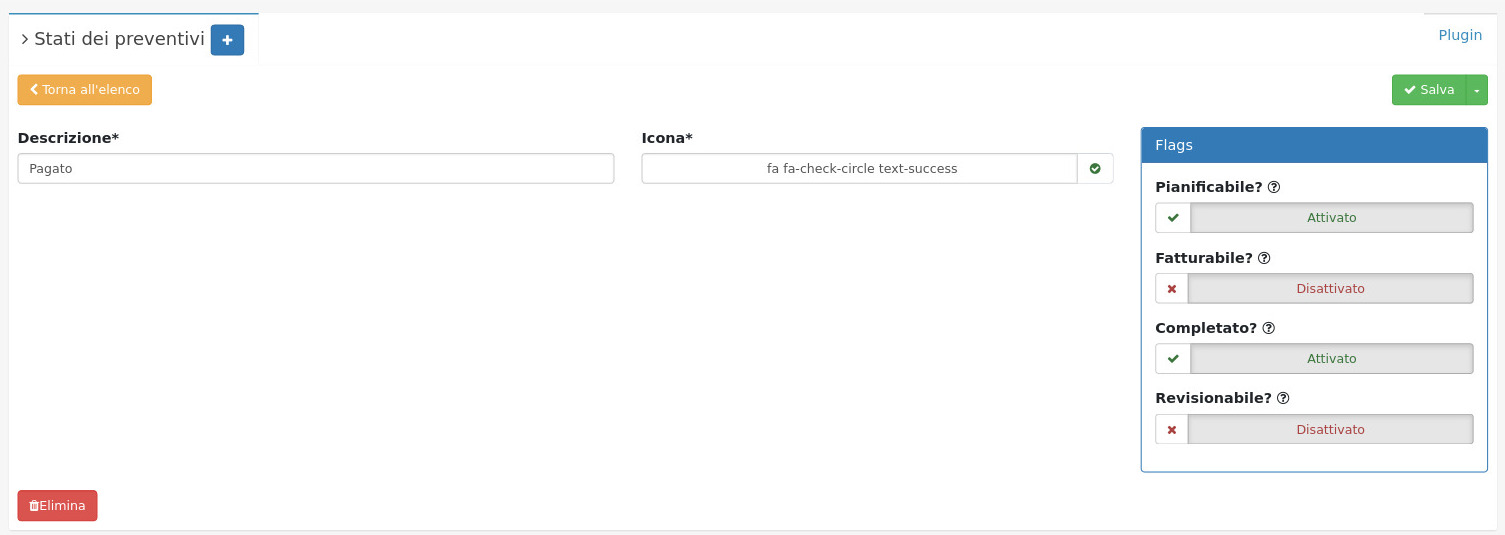 Stati dei preventivi
Plugin
Torna all'elenco
Salva
Descrizione*
Icona*
Pagato
fa fa-check-circle text-success
Flags
Pianificabile?
Attivato
Fatturabile?
Disattivato
Completato?
Attivato
Revisionabile?
Disattivato
Elimina